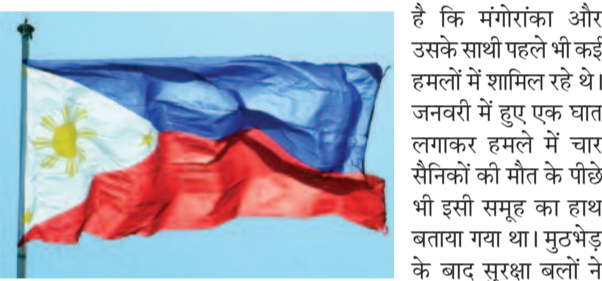 है कि मंगोरांका और
उसके साथी पहले भी कई
हमलों में शामिल रहे थे।
जनवरी में हुए एक घात
लगाकर हमले में चार
सैनिकों की मौत के पीछे
भी इसी समूह का हाथ
बताया गया था। मुठभेड़
के बाद सुरक्षा बलों ने